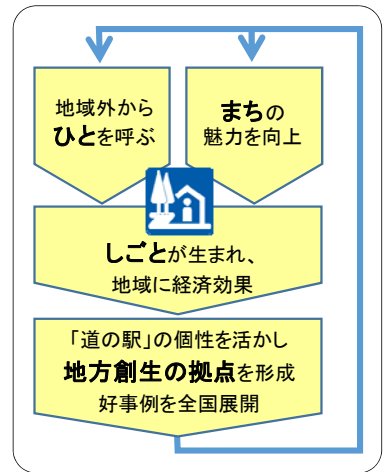 地域外から
ひとを呼ぶ
まちの
魅力を向上
しごとが生まれ、
地域に経済効果
「道の駅」の個性を活かし
地方創生の拠点を形成
好事例を全国展開